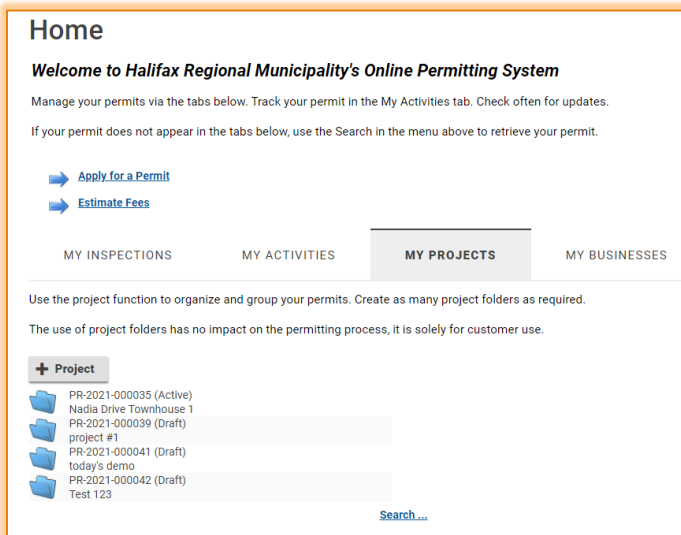 Home
Welcome to Halifax Regional Municipality's Online Permitting System
Manage your permits via the tabs below. Track your permit in the My Activities tab. Check often for updates.
If your permit does not appear in the tabs below, use the Search in the menu above to retrieve your permit.
Apply for a Permit
Estimate Fees
MY INSPECTIONS MY ACTIVITIES MY PROJECTS MY BUSINESSES
Use the project function to organize and group your permits. Create as many project folders as required.
The use of project folders has no impact on the permitting process, it is solely for customer use.
+ Project
PR-2021-000035 (Active)
Nadia Drive Townhouse 1
PR-2021-000039 (Draft)
project #1
PR-2021-000041 (Draft)
today's demo
PR-2021-000042 (Draft)
Test 123
Search ...